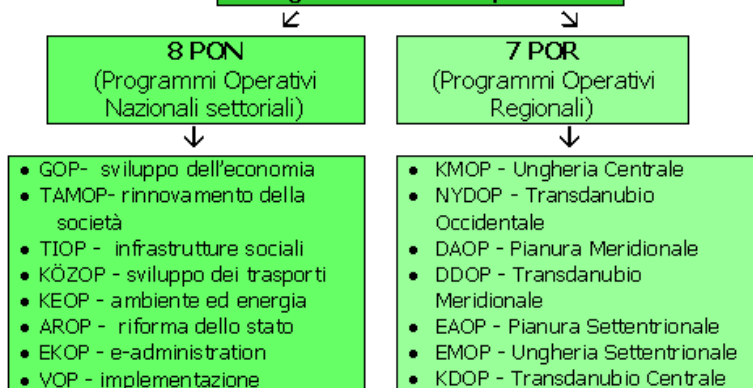 8 PON
(Programmi Operativi
Nazionali settoriali)
7 POR
(Programmi Operativi
Regionali)
• GOP- sviluppo dell'economia
• TAMOP- rinnovamento della
società
• TIOP - infrastrutture sociali
• KÖZOP - sviluppo dei trasporti
• KEOP - ambiente ed energia
• AROP - riforma dello stato
• EKOP - e-administration
• VOP - implementazione
• KMOP - Ungheria Centrale
• NYDOP - Transdanubio
Occidentale
• DAOP - Pianura Meridionale
• DDOP - Transdanubio
Meridionale
• EAOP - Pianura Settentrionale
• EMOP - Ungheria Settentrionale
• KDOP - Transdanubio Centrale